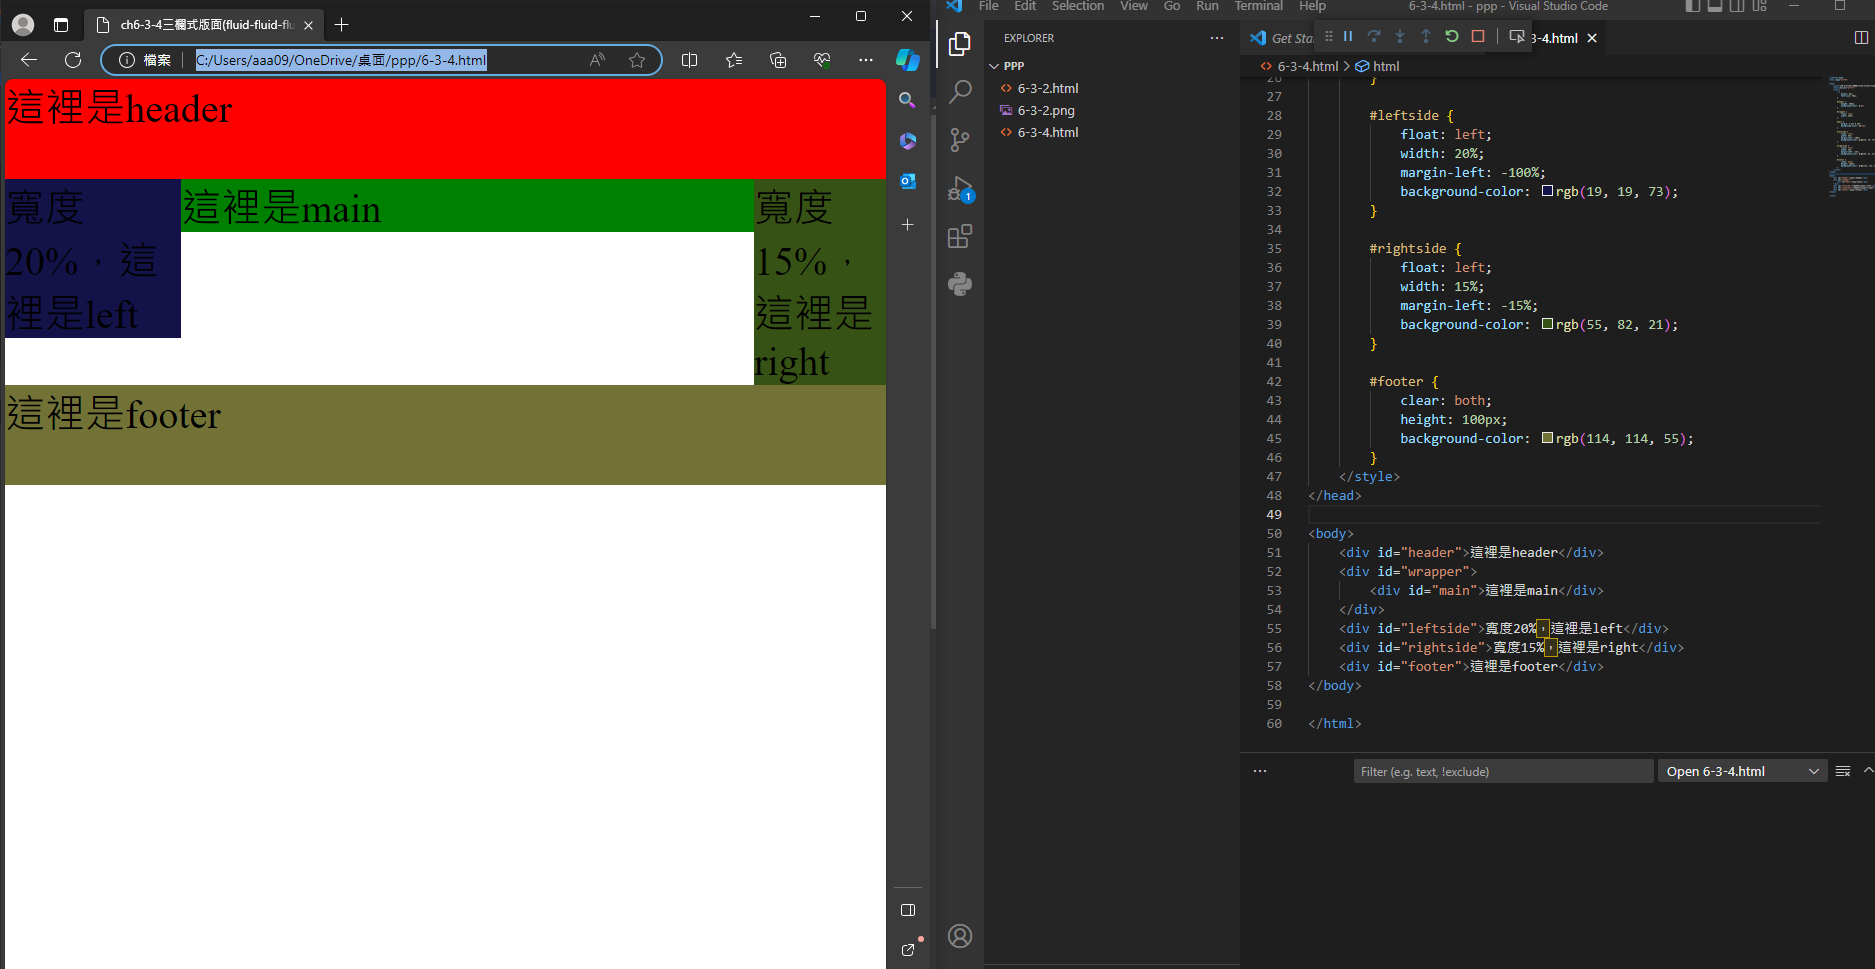 ch6-3-4三欄式版面(fluid-fluid-flu
檔案
C:/Users/aaa09/OneDrive/桌面/ppp/6-3-4.html
這裡是header
寬度
20%，這
裡是left
這裡是main
寬度
15%，
這裡是
right
這裡是footer
File Edit Selection View Go Run Terminal Help
6-3-4.html - ppp - Visual Studio Code
EXPLORER
PPP
6-3-2.html
6-3-2.png
6-3-4.html
1
Get Sta
3-4.html
6-3-4.html > html
26 }
27
28 #leftside {
29 float: left;
30 width: 20%;
31 margin-left: -100%;
32 background-color: rgb(19, 19, 73);
33 }
34
35 #rightside {
36 float: left;
37 width: 15%;
38 margin-left: -15%;
39 background-color: rgb(55, 82, 21);
40 }
41
42 #footer {
43 clear: both;
44 height: 100px;
45 background-color: rgb(114, 114, 55);
46 }
47 </style>
48 </head>
49
50 <body>
51 <div id="header">這裡是header</div>
52 <div id="wrapper">
53 <div id="main">這裡是main</div>
54 </div>
55 <div id="leftside">寬度20%，這裡是left</div>
56 <div id="rightside">寬度15%，這裡是right</div>
57 <div id="footer">這裡是footer</div>
58 </body>
59
60 </html>
Filter (e.g. text, !exclude)
Open 6-3-4.html